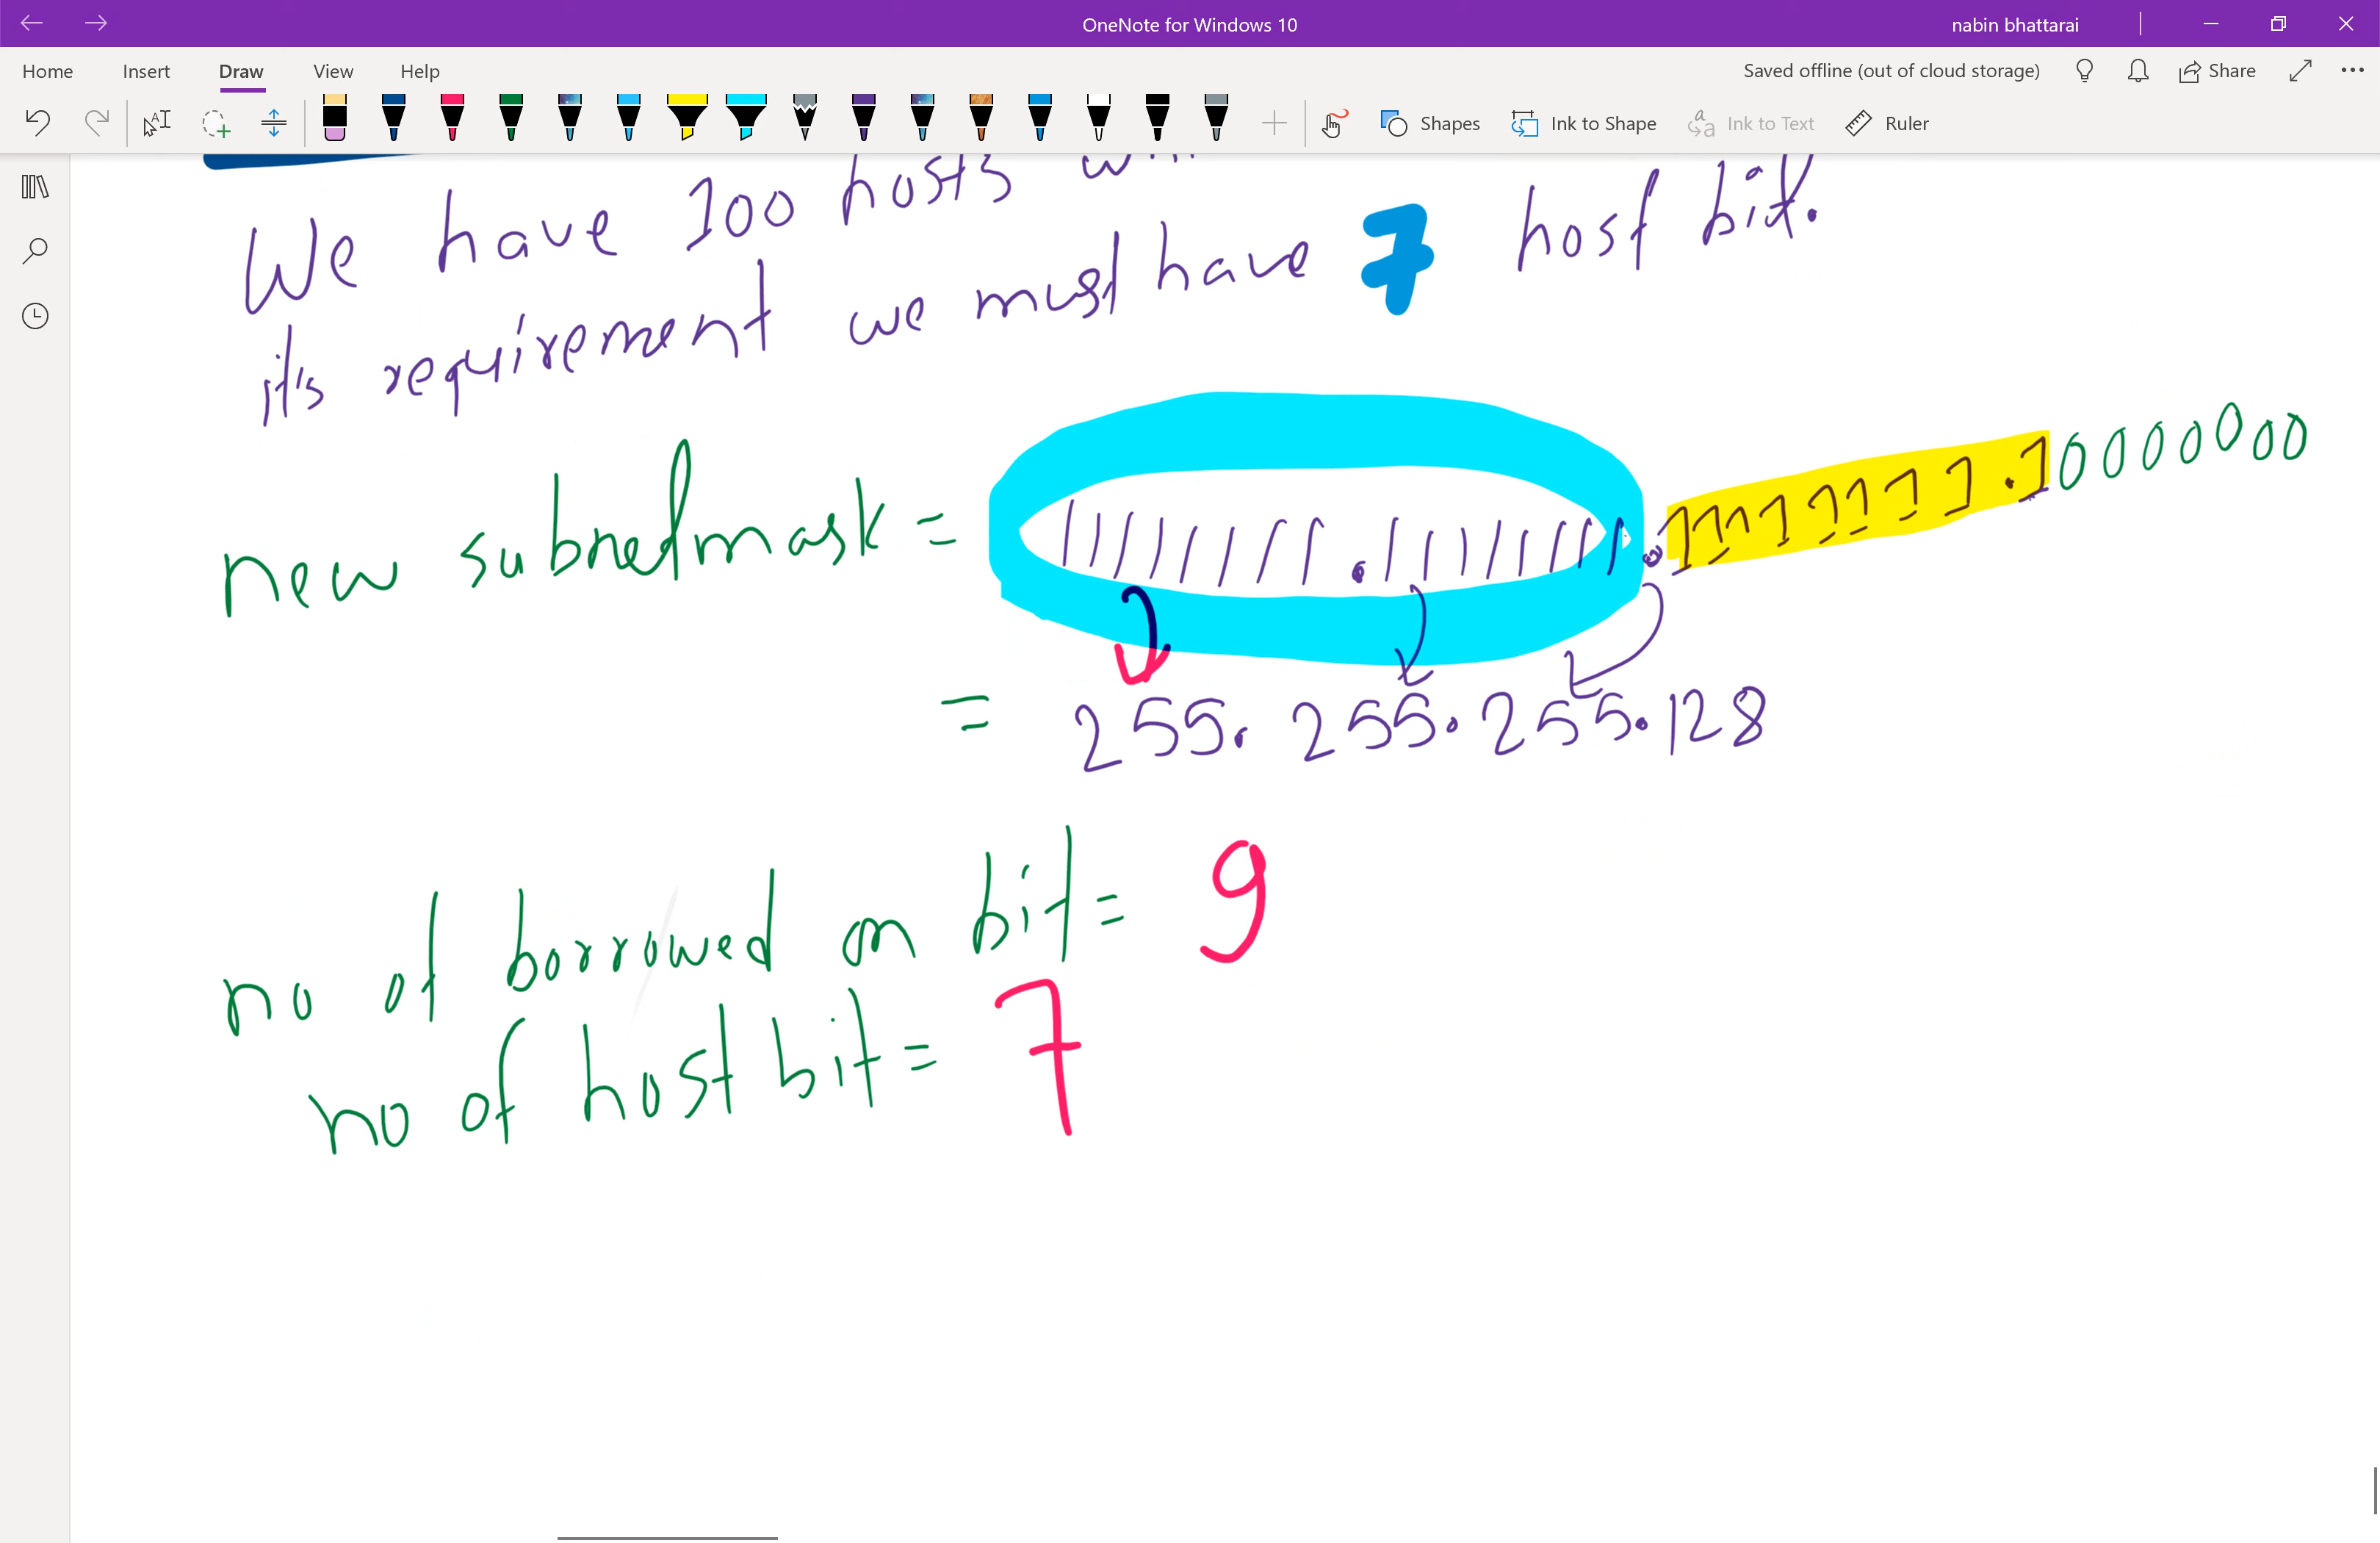 OneNote for Windows 10
nabin bhattarai
Home Insert Draw View Help
Saved offline (out of cloud storage) Share
Shapes Ink to Shape Ink to Text Ruler
We have 100 hosts
it's requirement we must have 7 host bit.
new subnetmask = 11111111.11111111.11111111.10000000
= 255.255.255.128
no of borrowed on bit = 9
no of host bit = 7